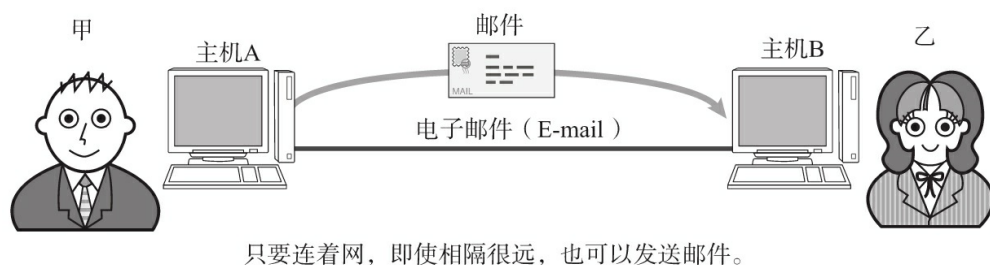 甲
主机A
邮件
主机B
乙
MAIL
电子邮件（E-mail）
只要连着网，即使相隔很远，也可以发送邮件。